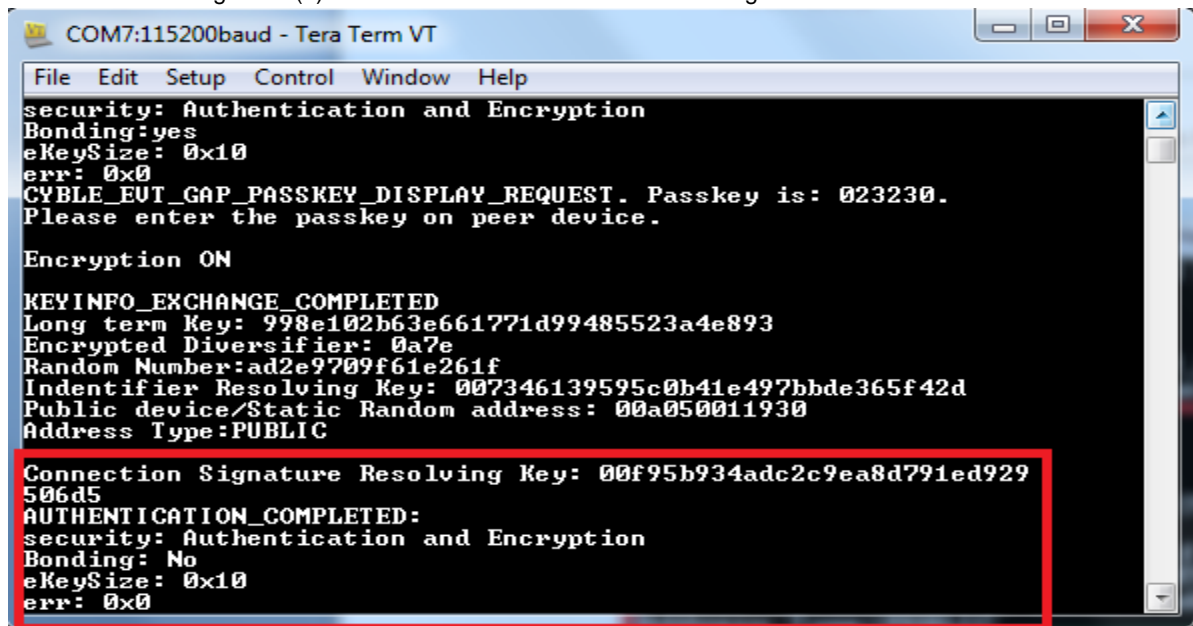 COM7:115200baud - Tera Term VT
File Edit Setup Control Window Help
security: Authentication and Encryption
Bonding:yes
eKeySize: 0x10
err: 0x0
CYBLE_EVT_GAP_PASSKEY_DISPLAY_REQUEST. Passkey is: 023230.
Please enter the passkey on peer device.
Encryption ON
KEYINFO_EXCHANGE_COMPLETED
Long term Key: 998e102b63e661771d99485523a4e893
Encrypted Diversifier: 0a7e
Random Number:ad2e9709f61e261f
Indentifier Resolving Key: 007346139595c0b41e497bbde365f42d
Public device/Static Random address: 00a050011930
Address Type:PUBLIC
Connection Signature Resolving Key: 00f95b934adc2c9ea8d791ed929
506d5
AUTHENTICATION_COMPLETED:
security: Authentication and Encryption
Bonding: No
eKeySize: 0x10
err: 0x0